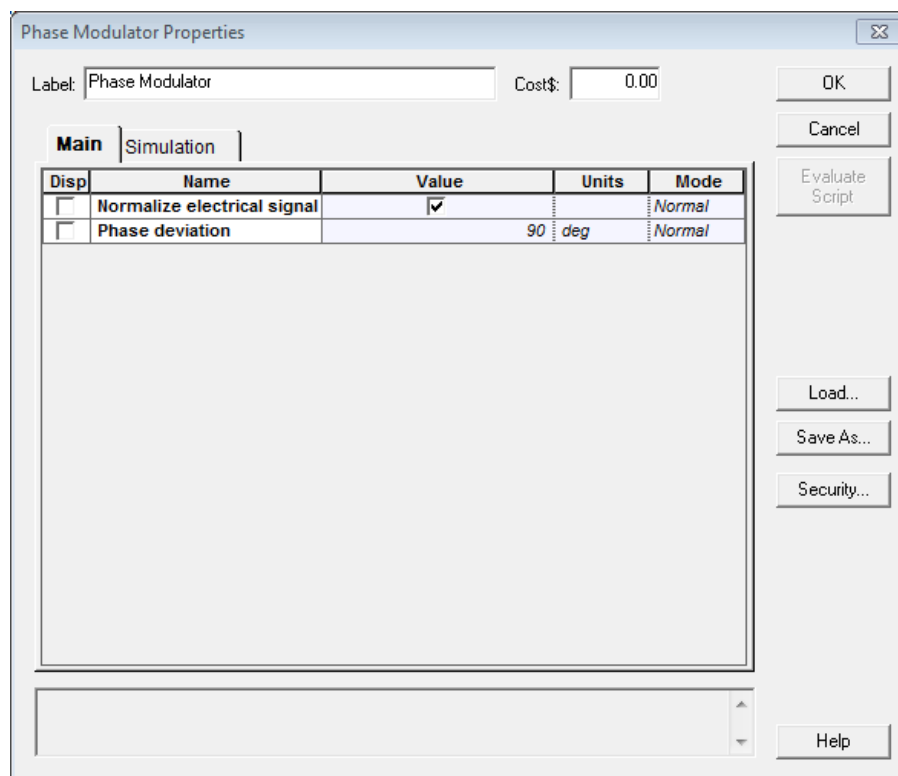 Phase Modulator Properties
Label: Phase Modulator Cost$: 0.00 OK
Cancel
Main Simulation
Evaluate Script
Disp Name Value Units Mode
Normalize electrical signal Normal
Phase deviation 90 deg Normal
Load...
Save As...
Security...
Help